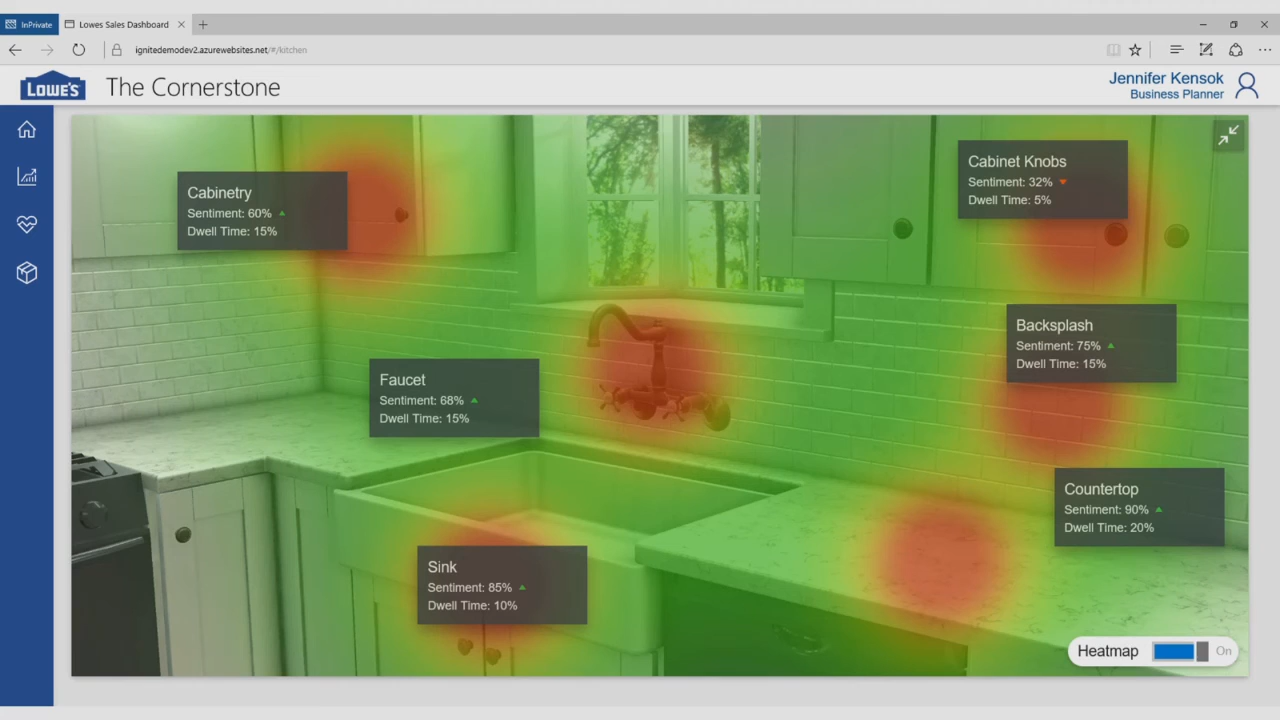 InPrivate
Lowes Sales Dashboard
ignitedemodev2.azurewebsites.net/#/kitchen
LOWE'S
The Cornerstone
Jennifer Kensok
Business Planner
Cabinetry
Sentiment: 60%
Dwell Time: 15%
Cabinet Knobs
Sentiment: 32%
Dwell Time: 5%
Backsplash
Sentiment: 75%
Dwell Time: 15%
Faucet
Sentiment: 68%
Dwell Time: 15%
Countertop
Sentiment: 90%
Dwell Time: 20%
Sink
Sentiment: 85%
Dwell Time: 10%
Heatmap On